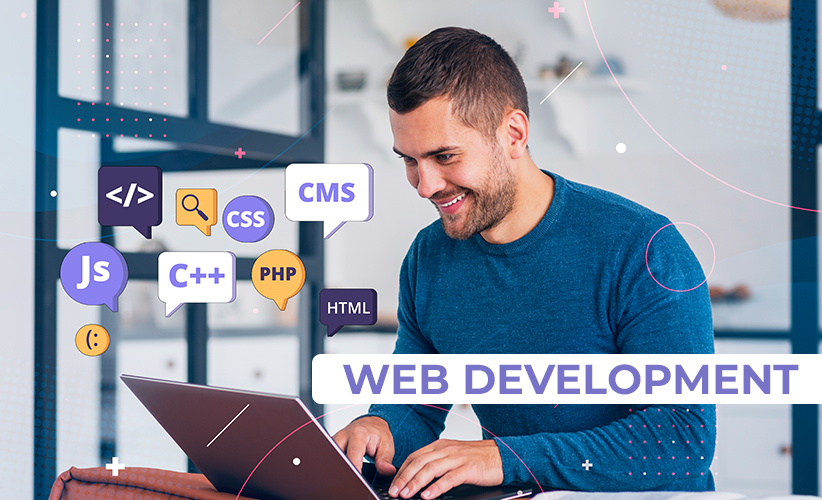 </>
CMS
CSS
Js
C++
PHP
HTML
(:
WEB DEVELOPMENT